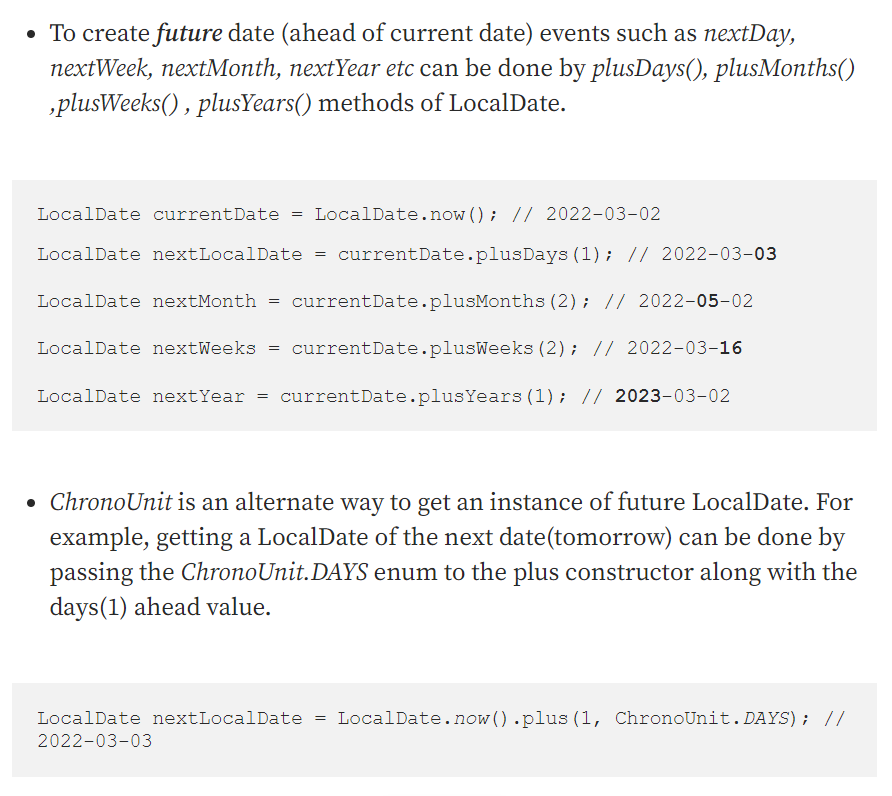 • To create future date (ahead of current date) events such as nextDay,
nextWeek, nextMonth, nextYear etc can be done by plusDays(), plusMonths()
,plusWeeks() , plusYears() methods of LocalDate.
LocalDate currentDate = LocalDate.now(); // 2022-03-02
LocalDate nextLocalDate = currentDate.plusDays(1); // 2022-03-03
LocalDate nextMonth = currentDate.plusMonths(2); // 2022-05-02
LocalDate nextWeeks = currentDate.plusWeeks(2); // 2022-03-16
LocalDate nextYear = currentDate.plusYears(1); // 2023-03-02
• ChronoUnit is an alternate way to get an instance of future LocalDate. For
example, getting a LocalDate of the next date(tomorrow) can be done by
passing the ChronoUnit.DAYS enum to the plus constructor along with the
days(1) ahead value.
LocalDate nextLocalDate = LocalDate.now().plus(1, ChronoUnit.DAYS); //
2022-03-03